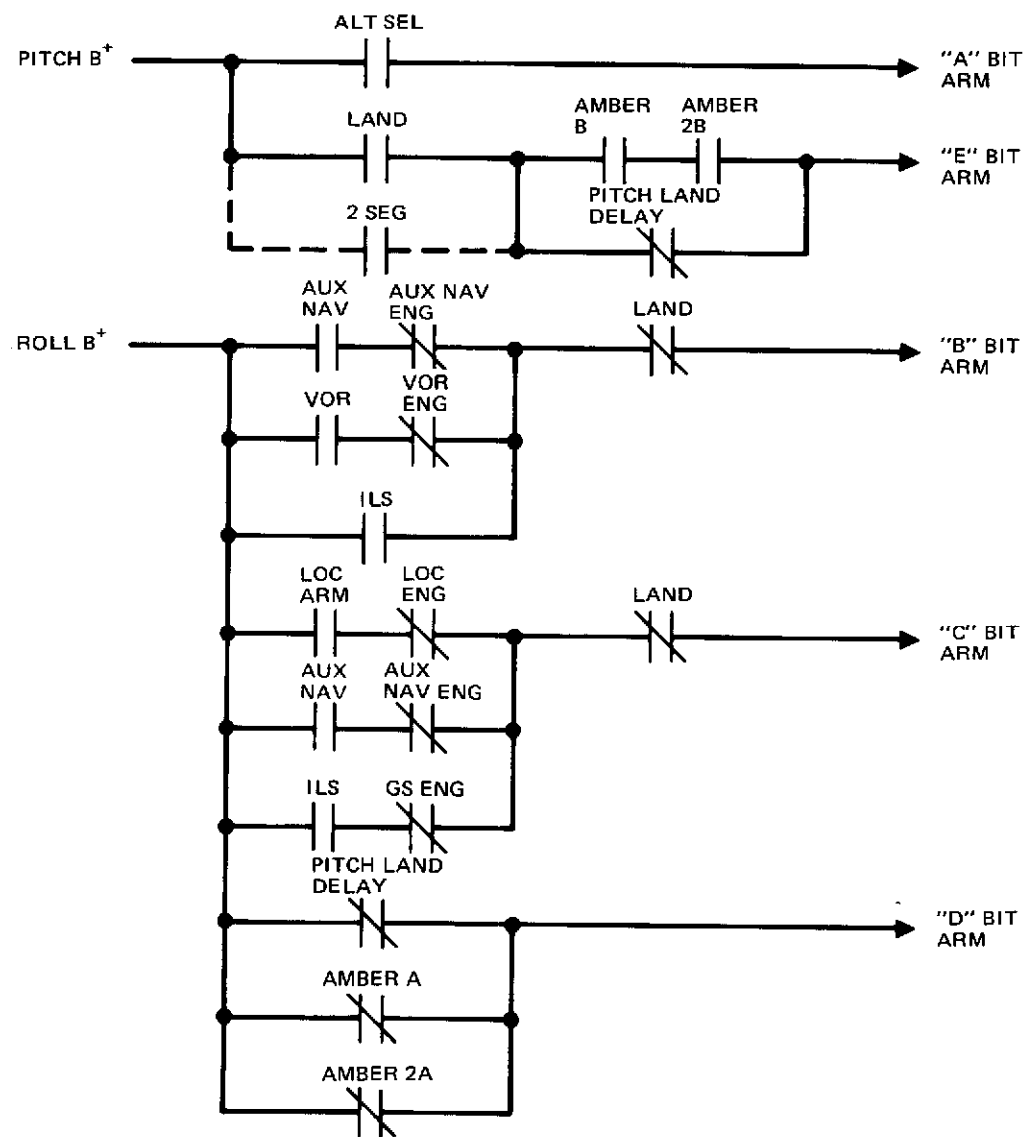 ALT SEL
PITCH B+
"A" BIT
ARM
LAND
AMBER
B
AMBER
2B
"E" BIT
ARM
2 SEG
PITCH LAND
DELAY
AUX
NAV
AUX NAV
ENG
LAND
ROLL B+
"B" BIT
ARM
VOR
VOR
ENG
ILS
LOC
ARM
LOC
ENG
LAND
"C" BIT
ARM
AUX
NAV
AUX
NAV ENG
ILS
GS ENG
PITCH LAND
DELAY
"D" BIT
ARM
AMBER A
AMBER 2A